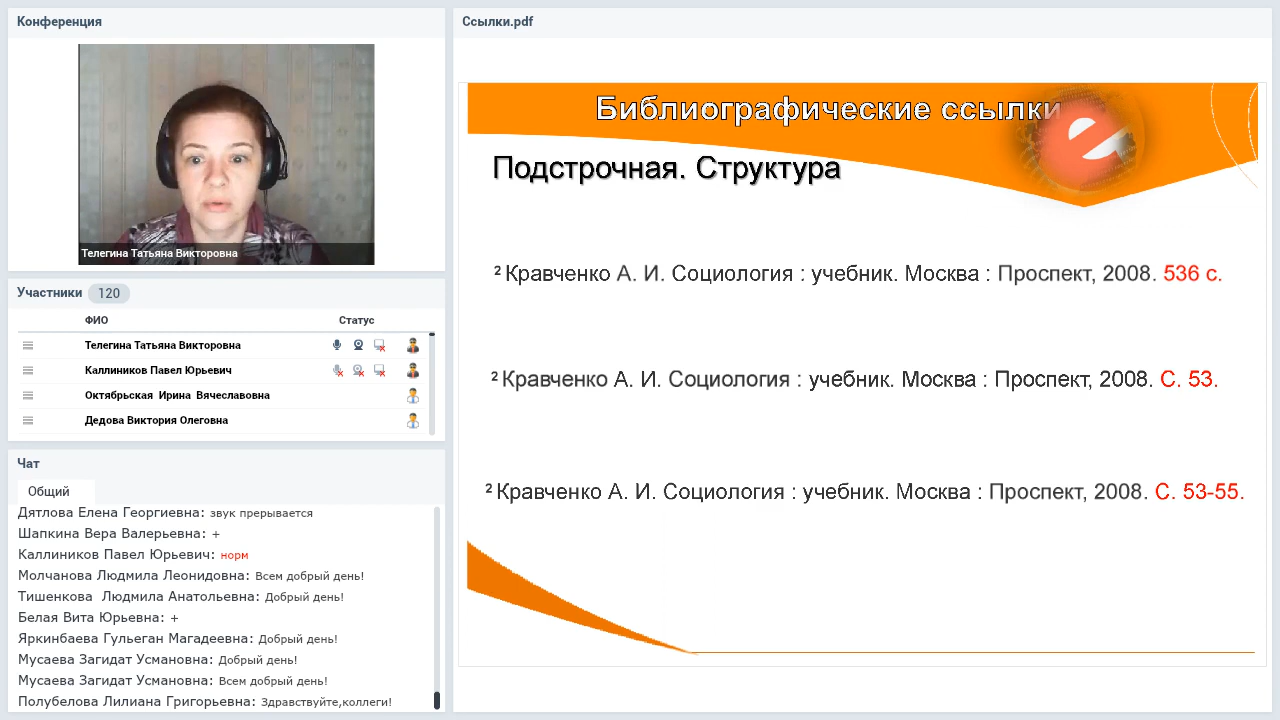 Конференция
Телегина Татьяна Викторовна
Участники 120
ФИО Статус
Телегина Татьяна Викторовна
Каллиников Павел Юрьевич
Октябрьская Ирина Вячеславовна
Дедова Виктория Олеговна
Чат
Общий
Дятлова Елена Георгиевна: звук прерывается
Шапкина Вера Валерьевна: +
Каллиников Павел Юрьевич: норм
Молчанова Людмила Леонидовна: Всем добрый день!
Тишенкова Людмила Анатольевна: Добрый день!
Белая Вита Юрьевна: +
Яркинбаева Гульеган Магадеевна: Добрый день!
Мусаева Загидат Усмановна: Добрый день!
Мусаева Загидат Усмановна: Всем добрый день!
Полубелова Лилиана Григорьевна: Здравствуйте,коллеги!
Ссылки.pdf
Библиографические ссылки
Подстрочная. Структура
² Кравченко А. И. Социология : учебник. Москва : Проспект, 2008. 536 с.
² Кравченко А. И. Социология : учебник. Москва : Проспект, 2008. С. 53.
² Кравченко А. И. Социология : учебник. Москва : Проспект, 2008. С. 53-55.